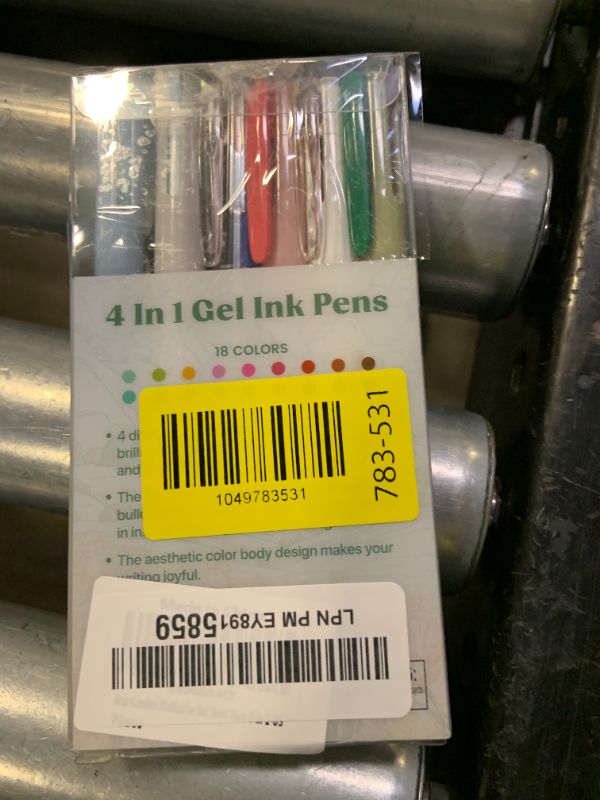 4 In 1 Gel Ink Pens
18 COLORS
• 4 di
brill
and
1049783531
783-531
• The
bulle
in in
• The aesthetic color body design makes your
writing joyful.
LPN PM EY8915859